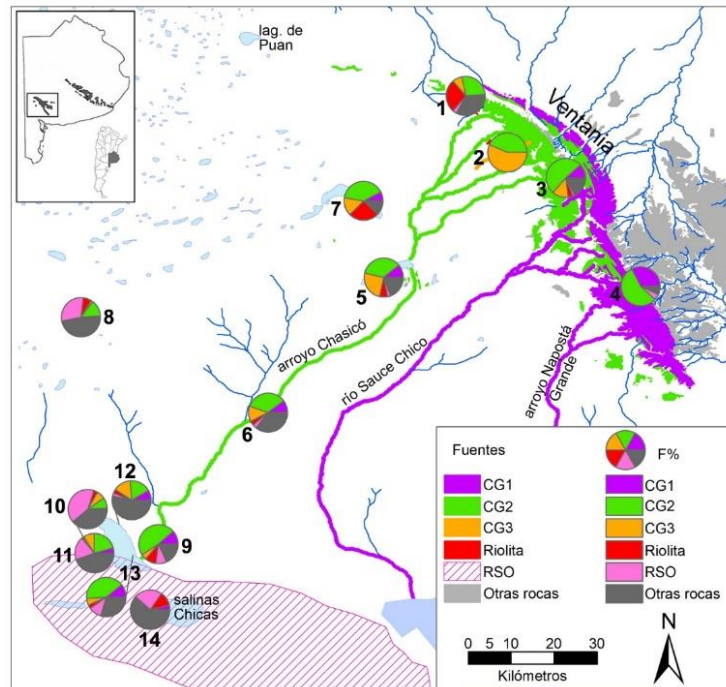 lag. de
Puan
Ventania
1
2
3
7
4
5
8
arroyo Chasicó
río Sauce Chico
arroyo Napostá
Grande
6
12
10
11
9
13
salinas
Chicas
14
Fuentes
F%
CG1
CG1
CG2
CG2
CG3
CG3
Riolita
Riolita
RSO
RSO
Otras rocas
Otras rocas
0 5 10 20 30
Kilómetros
N